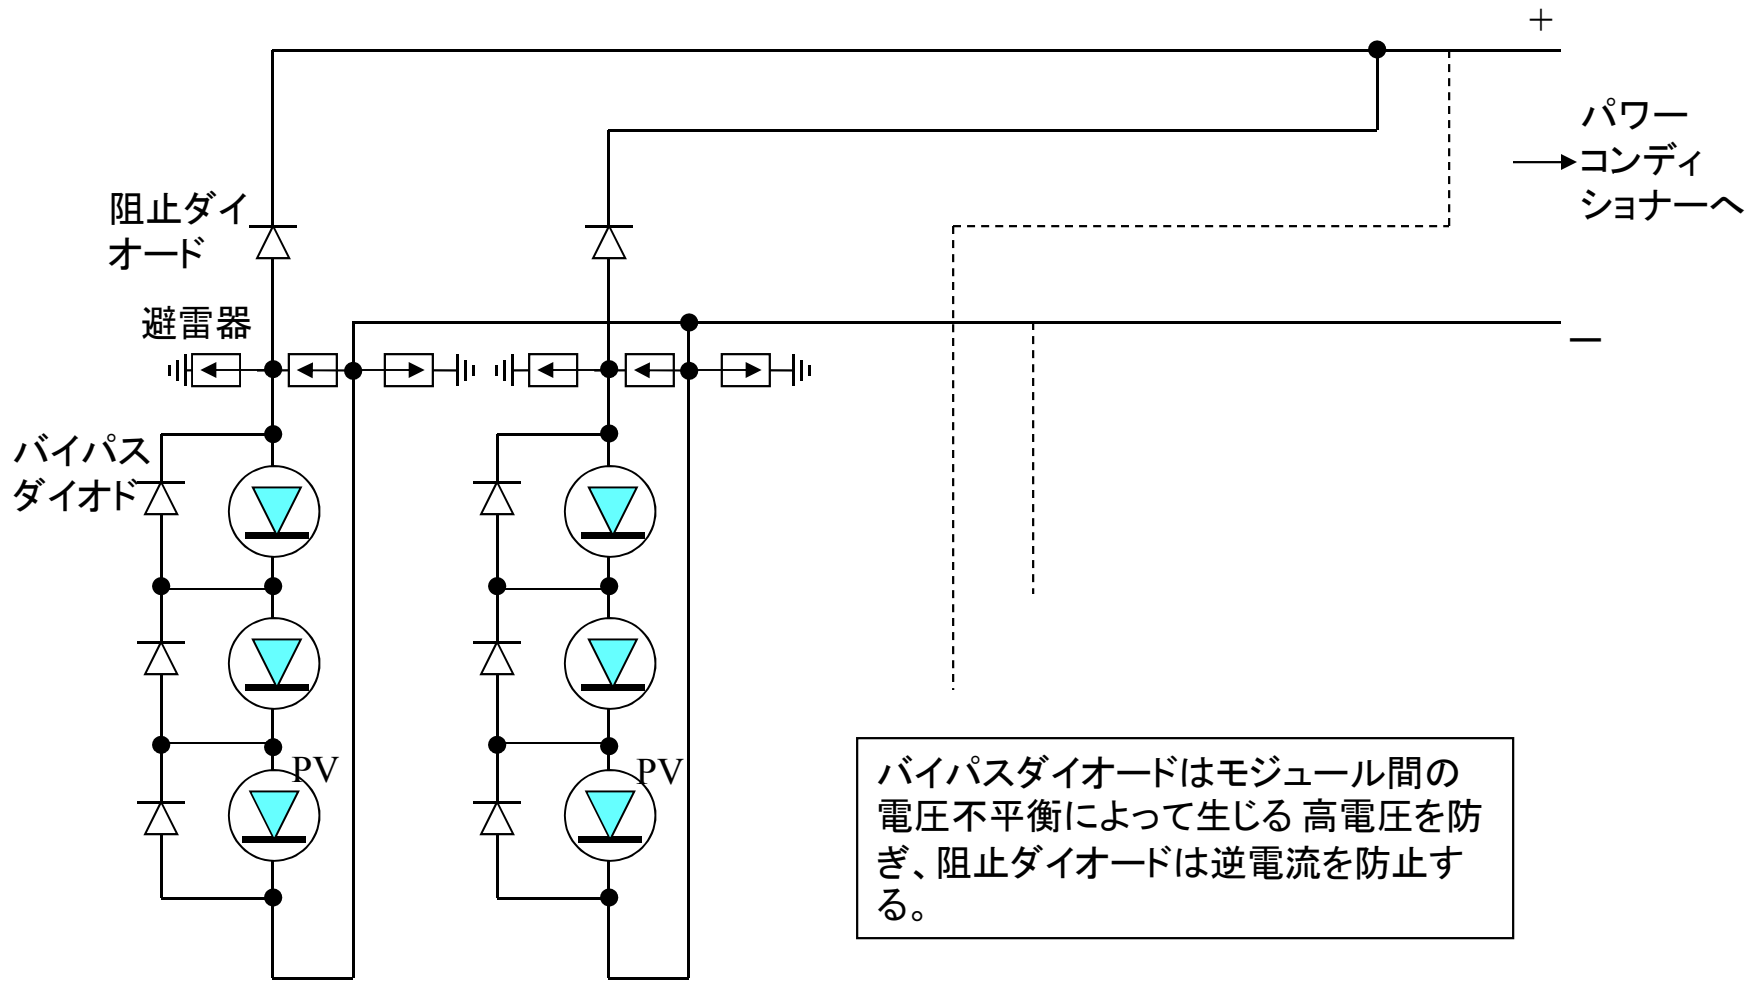 +
パワー
コンディ
ショナーへ
阻止ダイ
オード
避雷器
－
バイパス
ダイオド
PV
PV
バイパスダイオードはモジュール間の
電圧不平衡によって生じる 高電圧を防
ぎ、阻止ダイオードは逆電流を防止す
る。